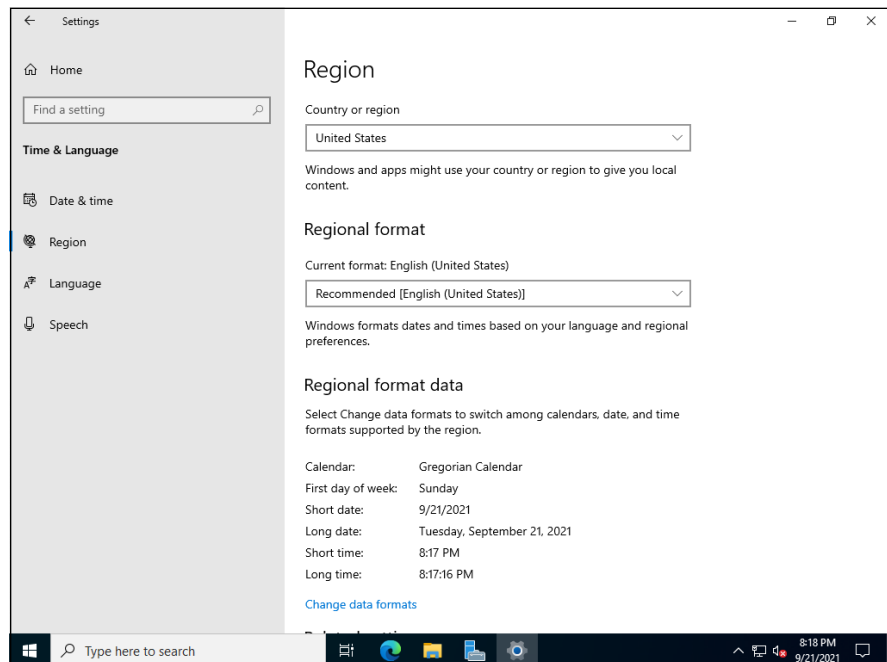 Settings
Home
Find a setting
Time & Language
Date & time
Region
Language
Speech
Region
Country or region
United States
Windows and apps might use your country or region to give you local
content.
Regional format
Current format: English (United States)
Recommended [English (United States)]
Windows formats dates and times based on your language and regional
preferences.
Regional format data
Select Change data formats to switch among calendars, date, and time
formats supported by the region.
Calendar: Gregorian Calendar
First day of week: Sunday
Short date: 9/21/2021
Long date: Tuesday, September 21, 2021
Short time: 8:17 PM
Long time: 8:17:16 PM
Change data formats
Type here to search
8:18 PM
9/21/2021